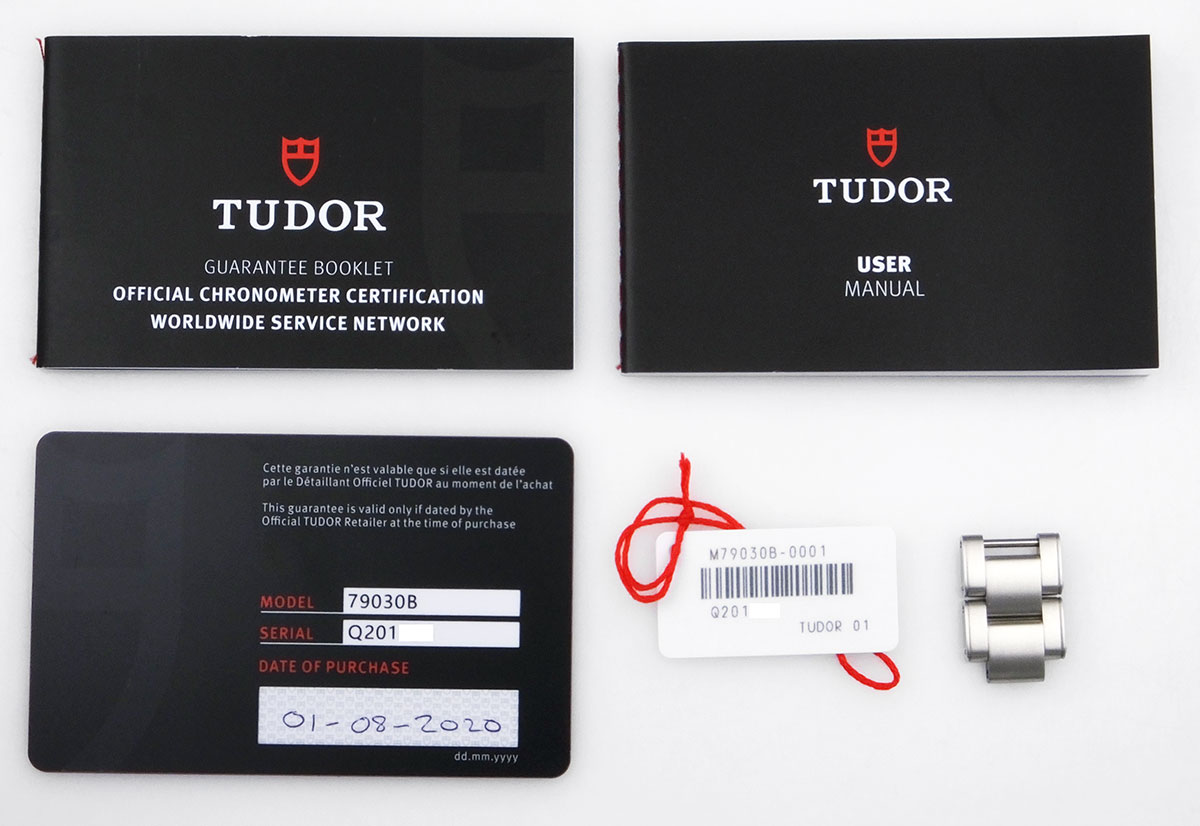 TUDOR
GUARANTEE BOOKLET
OFFICIAL CHRONOMETER CERTIFICATION
WORLDWIDE SERVICE NETWORK
TUDOR
USER
MANUAL
Cette garantie n'est valable que si elle est datée
par le Détaillant Officiel TUDOR au moment de l'achat
This guarantee is valid only if dated by the
Official TUDOR Retailer at the time of purchase
MODEL 79030B
SERIAL Q201
DATE OF PURCHASE
01-08-2020
dd.mm.yyyy
M79030B-0001
Q201
TUDOR 01